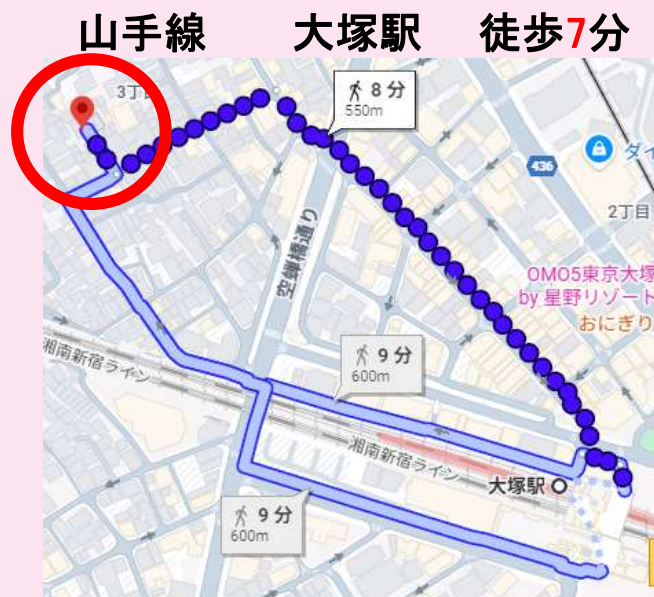 山手線 大塚駅 徒歩7分
3丁目
8 分
550m
436
ダイ
2丁目
空蝉橋通り
OMO5東京大塚
by 星野リゾート
おにぎり
9 分
600m
湘南新宿ライン
湘南新宿ライン
大塚駅
9 分
600m